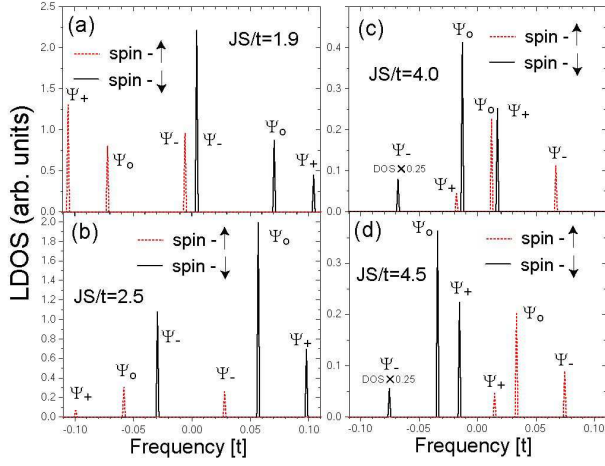 (a)
spin - ↑
spin - ↓
JS/t=1.9
Ψ+
Ψo
Ψ-
Ψ-
Ψo
Ψ+
2.5
2.0
1.5
1.0
0.5
0.0
(b)
spin - ↑
spin - ↓
JS/t=2.5
Ψ+
Ψo
Ψ-
Ψ-
Ψo
Ψ+
2.0
1.8
1.6
1.4
1.2
1.0
0.8
0.6
0.4
0.2
0.0
-0.10 -0.05 0.00 0.05 0.10
Frequency [t]
LDOS (arb. units)
(c)
spin - ↑
spin - ↓
JS/t=4.0
Ψ-
DOS×0.25
Ψ+
Ψo
Ψo
Ψ+
Ψ-
0.5
0.4
0.3
0.2
0.1
0.0
(d)
spin - ↑
spin - ↓
JS/t=4.5
Ψ-
DOS×0.25
Ψo
Ψ+
Ψ+
Ψo
Ψ-
0.3
0.2
0.1
0.0
-0.10 -0.05 0.00 0.05 0.10
Frequency [t]